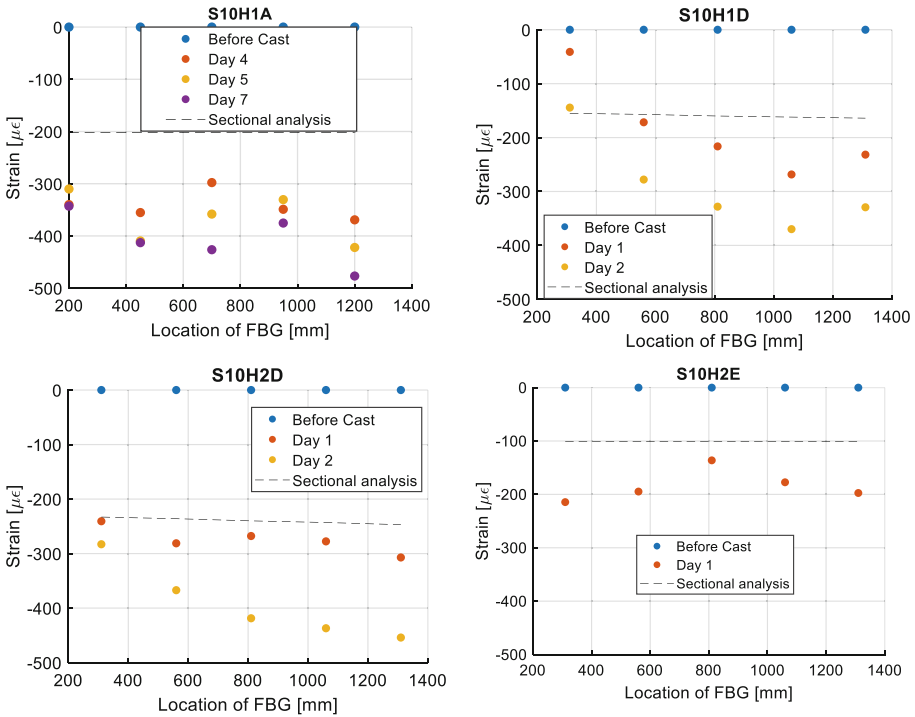 S10H1A
0
-100
-200
-300
-400
-500
Strain [με]
Before Cast
Day 4
Day 5
Day 7
Sectional analysis
200 400 600 800 1000 1200 1400
Location of FBG [mm]
S10H1D
0
-100
-200
-300
-400
-500
Strain [με]
Before Cast
Day 1
Day 2
Sectional analysis
200 400 600 800 1000 1200 1400
Location of FBG [mm]
S10H2D
0
-100
-200
-300
-400
-500
Strain [με]
Before Cast
Day 1
Day 2
Sectional analysis
200 400 600 800 1000 1200 1400
Location of FBG [mm]
S10H2E
0
-100
-200
-300
-400
-500
Strain [με]
Before Cast
Day 1
Sectional analysis
200 400 600 800 1000 1200 1400
Location of FBG [mm]